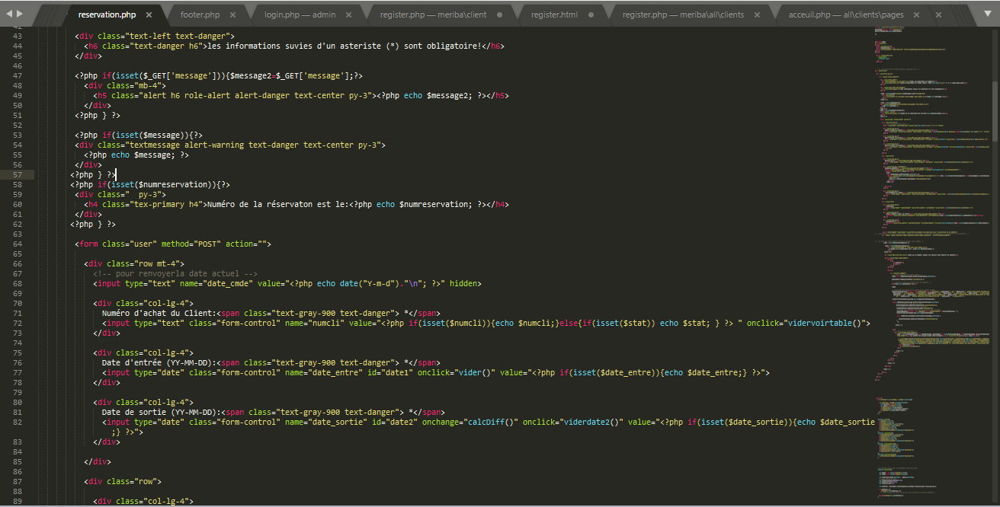 reservation.php × footer.php × login.php — admin × register.php — meriba\client register.html register.php — meriba\all\clients × acceuil.php — all\clients\pages × ×
42
43 <div class="text-left text-danger">
44 <h6 class="text-danger h6">les informations suvies d'un asteriste (*) sont obligatoire!</h6>
45 </div>
46
47 <?php if(isset($_GET['message'])){$message2=$_GET['message'];?>
48 <div class="mb-4">
49 <h5 class="alert h6 role-alert alert-danger text-center py-3"><?php echo $message2; ?></h5>
50 </div>
51 <?php } ?>
52
53 <?php if(isset($message)){?>
54 <div class="textmessage alert-warning text-danger text-center py-3">
55 <?php echo $message; ?>
56 </div>
57 <?php } ?>
58 <?php if(isset($numreservation)){?>
59 <div class="  py-3">
60 <h4 class="tex-primary h4">Numéro de la réservaton est le:<?php echo $numreservation; ?></h4>
61 </div>
62 <?php } ?>
63
64 <form class="user" method="POST" action="">
65
66 <div class="row mt-4">
67 <!-- pour renvoyerla date actuel -->
68 <input type="text" name="date_cmde" value="<?php echo date("Y-m-d")."\n"; ?>" hidden>
69
70 <div class="col-lg-4">
71 Numéro d'achat du Client:<span class="text-gray-900 text-danger"> *</span>
72 <input type="text" class="form-control" name="numcli" value="<?php if(isset($numcli)){echo $numcli;}else{if(isset($stat)) echo $stat; } ?> " onclick="vidervoirtable()">
73 </div>
74
75 <div class="col-lg-4">
76 Date d'entrée (YY-MM-DD):<span class="text-gray-900 text-danger"> *</span>
77 <input type="date" class="form-control" name="date_entre" id="date1" onclick="vider()" value="<?php if(isset($date_entre)){echo $date_entre;} ?>">
78 </div>
79
80 <div class="col-lg-4">
81 Date de sortie (YY-MM-DD):<span class="text-gray-900 text-danger"> *</span>
82 <input type="date" class="form-control" name="date_sortie" id="date2" onchange="calcDiff()" onclick="viderdate2()" value="<?php if(isset($date_sortie)){echo $date_sortie
;} ?>">
83 </div>
84
85 </div>
86
87 <div class="row">
88
89 <div class="col-lg-4">